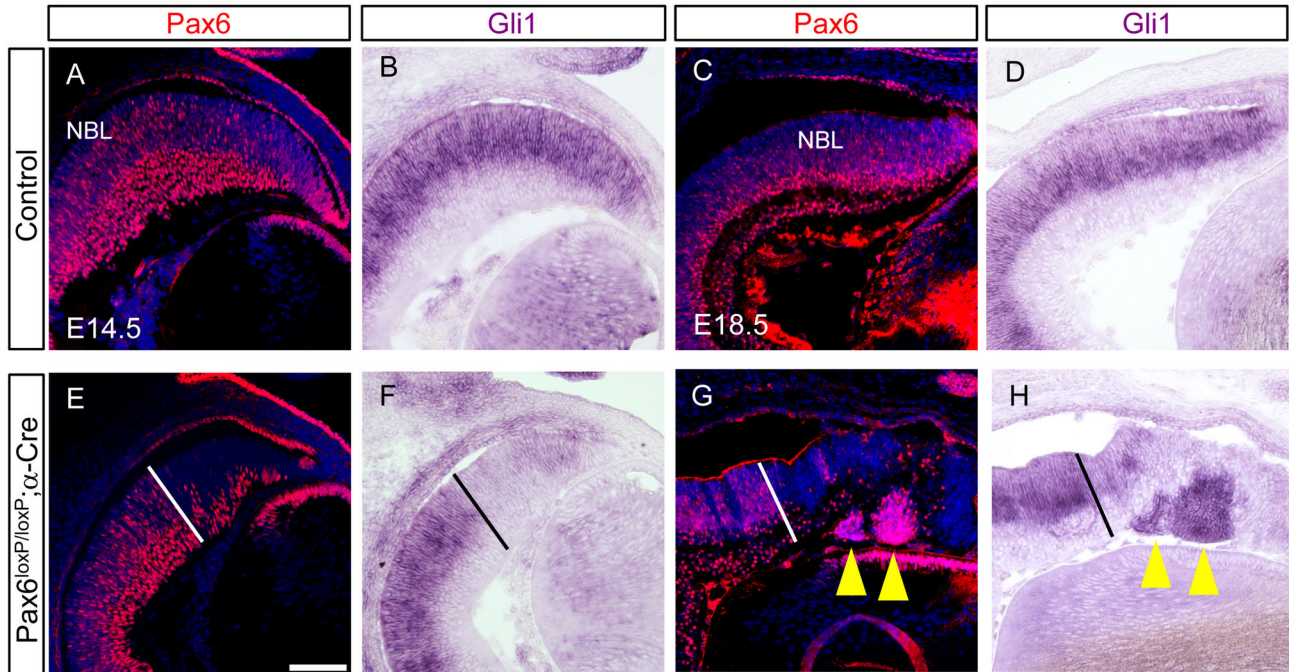 Pax6
Gli1
Pax6
Gli1
Control
A
NBL
E14.5
B
C
NBL
E18.5
D
Pax6loxP/loxP;α-Cre
E
F
G
H